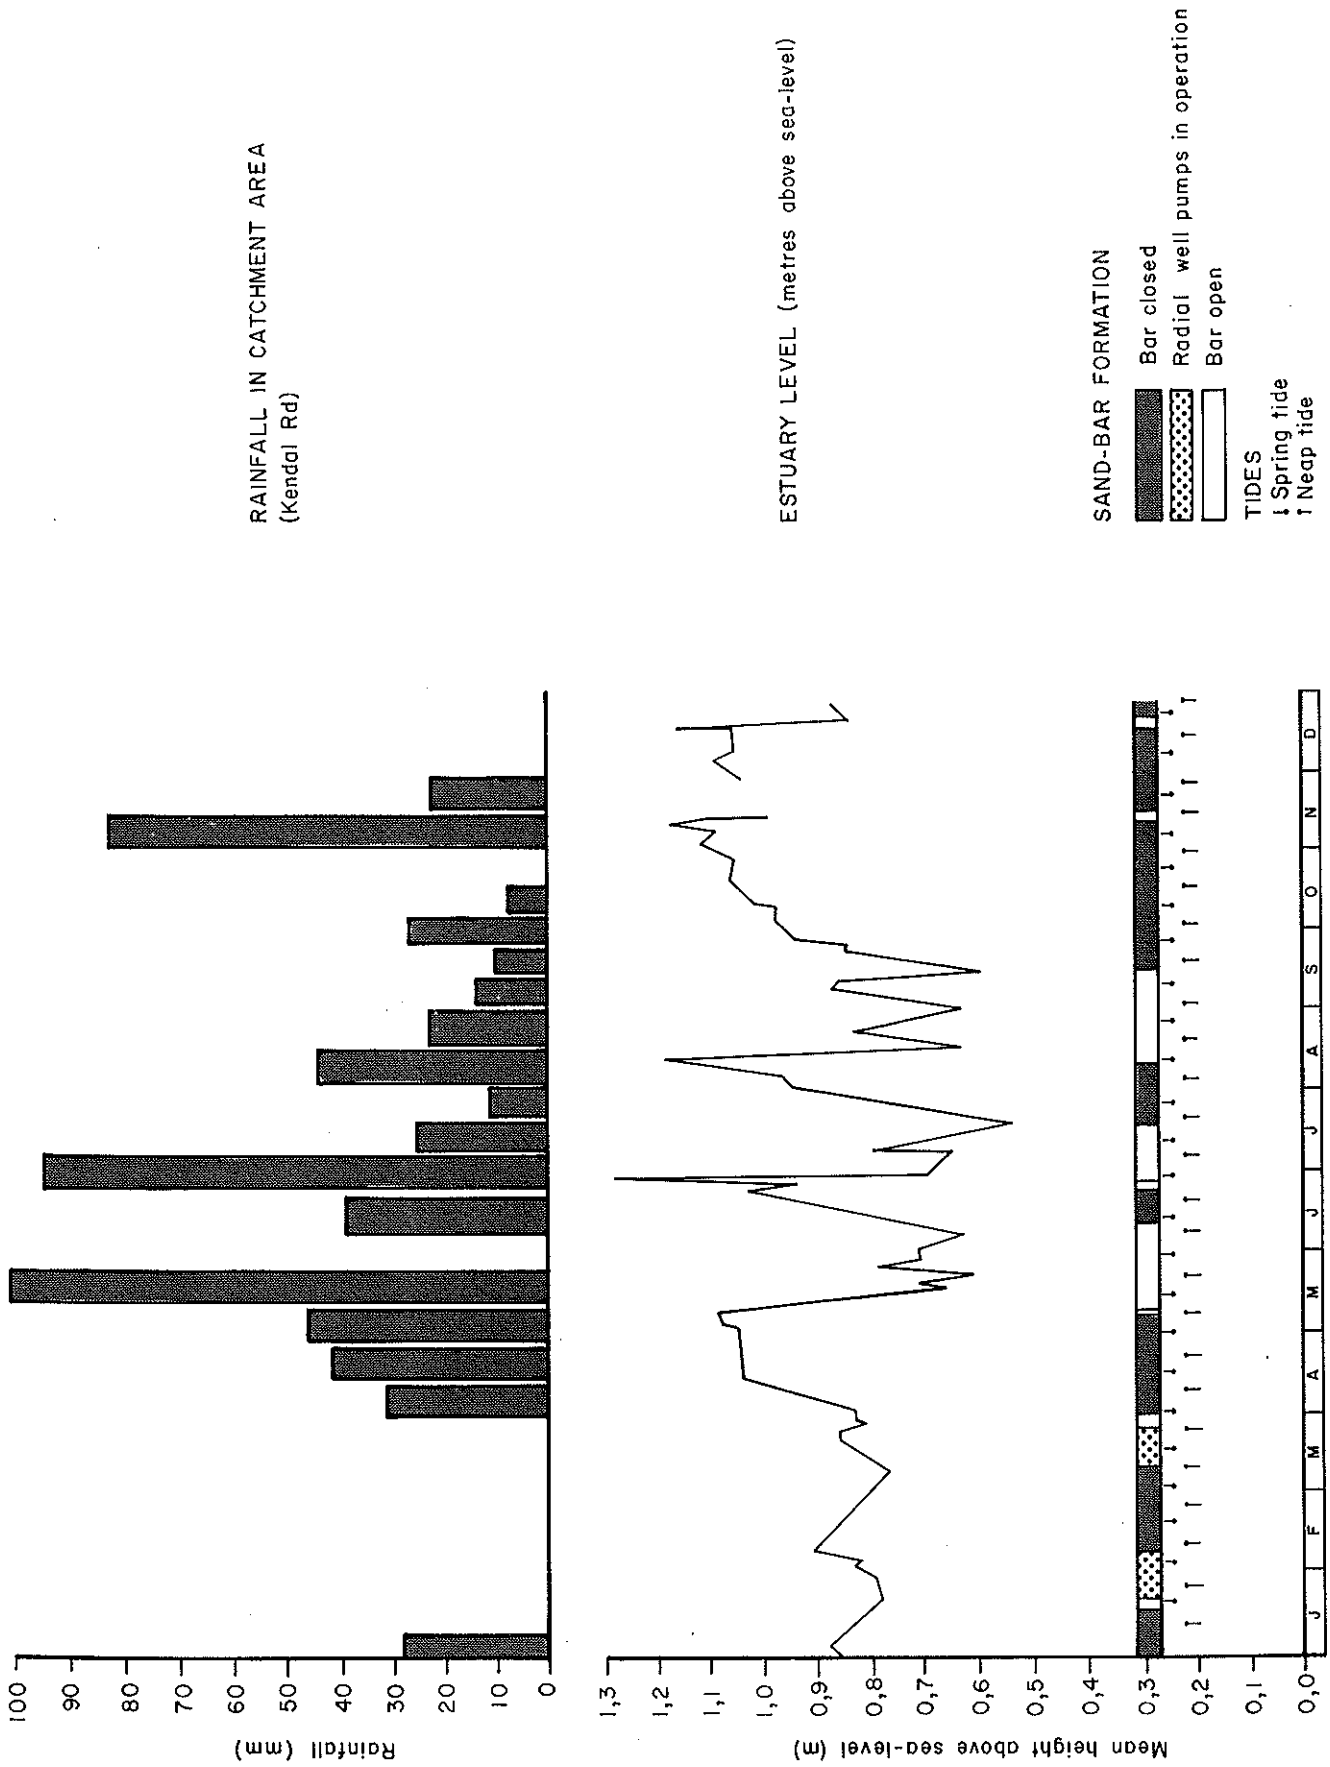 RAINFALL IN CATCHMENT AREA
(Kendal Rd)
100
90
80
70
60
50
40
30
20
10
0
Rainfall (mm)
ESTUARY LEVEL (metres above sea-level)
1,3
1,2
1,1
1,0
0,9
0,8
0,7
0,6
0,5
0,4
0,3
0,2
0,1
0,0
Mean height above sea-level (m)
SAND-BAR FORMATION
Bar closed
Radial well pumps in operation
Bar open
TIDES
Spring tide
Neap tide
J F M A M J J A S O N D